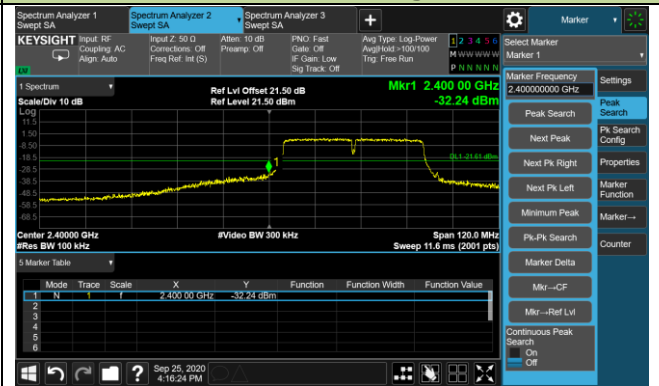 Spectrum Analyzer 1
Swept SA
Spectrum Analyzer 2
Swept SA
Spectrum Analyzer 3
Swept SA
+
Marker
KEYSIGHT
Input: RF
Coupling: AC
Align: Auto
Input Z: 50 Ω
Corrections: Off
Freq Ref: Int (S)
Atten: 10 dB
Preamp: Off
PNO: Fast
Gate: Off
IF Gain: Low
Sig Track: Off
Avg Type: Log-Power
Avg|Hold:>100/100
Trig: Free Run
1 2 3 4 5 6
M W W W W W
P N N N N N
LXI
Select Marker
Marker 1
1 Spectrum
Scale/Div 10 dB
Log
Ref Lvl Offset 21.50 dB
Ref Level 21.50 dBm
Mkr1 2.400 00 GHz
-32.24 dBm
11.5
1.50
-8.50
-18.5
-28.5
-38.5
-48.5
-58.5
-68.5
1
DL1 -21.61 dBm
Center 2.40000 GHz
#Res BW 100 kHz
#Video BW 300 kHz
Span 120.0 MHz
Sweep 11.6 ms (2001 pts)
5 Marker Table
Mode Trace Scale X Y Function Function Width Function Value
1 N 1 f 2.400 00 GHz -32.24 dBm
2
3
4
5
6
Marker Frequency
2.400000000 GHz
Peak Search
Next Peak
Next Pk Right
Next Pk Left
Minimum Peak
Pk-Pk Search
Marker Delta
Mkr→CF
Mkr→Ref Lvl
Continuous Peak
Search
On
Off
Settings
Peak
Search
Pk Search
Config
Properties
Marker
Function
Marker→
Counter
?
Sep 25, 2020
4:16:24 PM